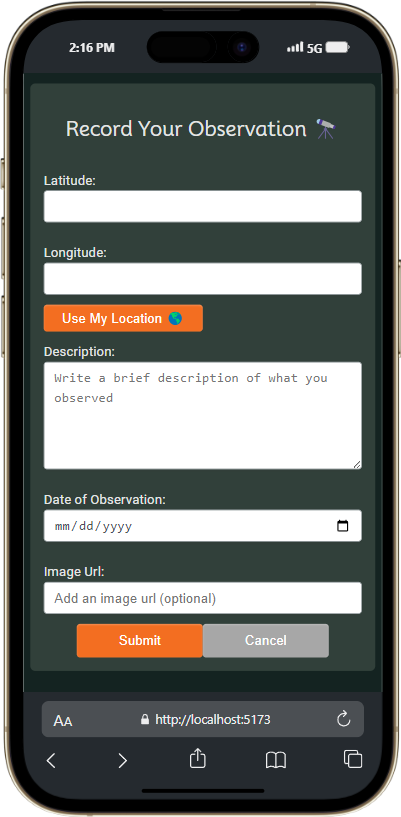 2:16 PM
5G
Record Your Observation 🔭
Latitude:
Longitude:
Use My Location 🌎
Description:
Write a brief description of what you
observed
Date of Observation:
mm/dd/yyyy
Image Url:
Add an image url (optional)
Submit
Cancel
AA
http://localhost:5173